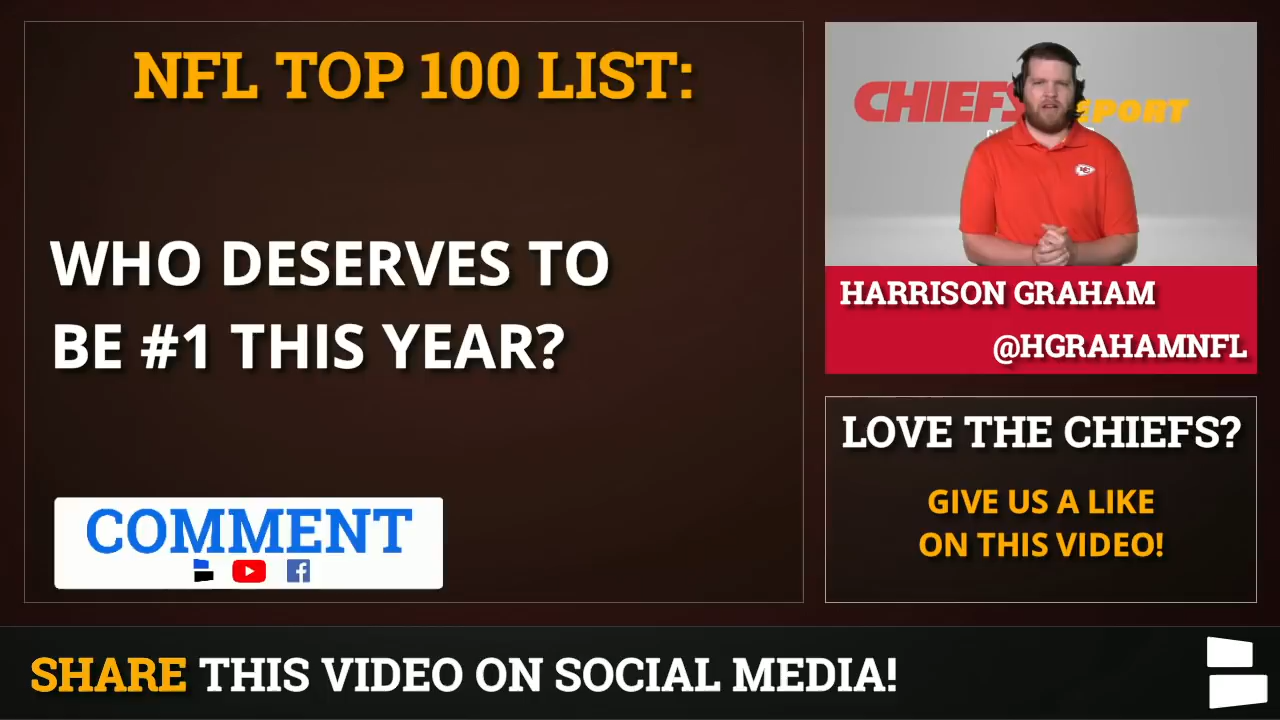 NFL TOP 100 LIST:
WHO DESERVES TO
BE #1 THIS YEAR?
COMMENT
CHIEFS
HARRISON GRAHAM
@HGRAHAMNFL
LOVE THE CHIEFS?
GIVE US A LIKE
ON THIS VIDEO!
SHARE THIS VIDEO ON SOCIAL MEDIA!